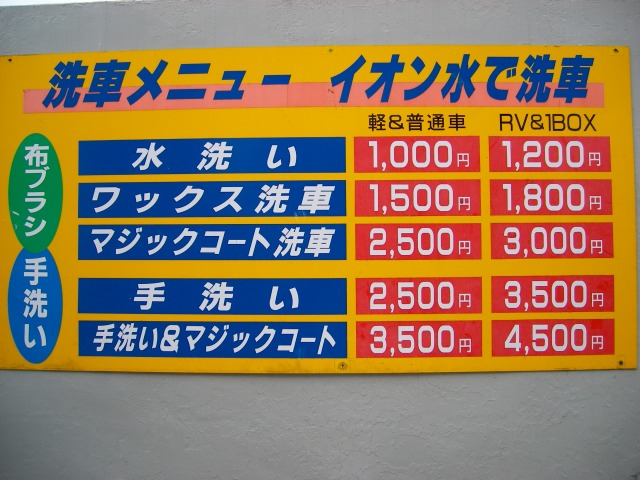 洗車メニュー イオン水で洗車
軽&普通車 RV&1BOX
布ブラシ
水洗い 1,000円 1,200円
ワックス洗車 1,500円 1,800円
マジックコート洗車 2,500円 3,000円
手洗い
手洗い 2,500円 3,500円
手洗い&マジックコート 3,500円 4,500円